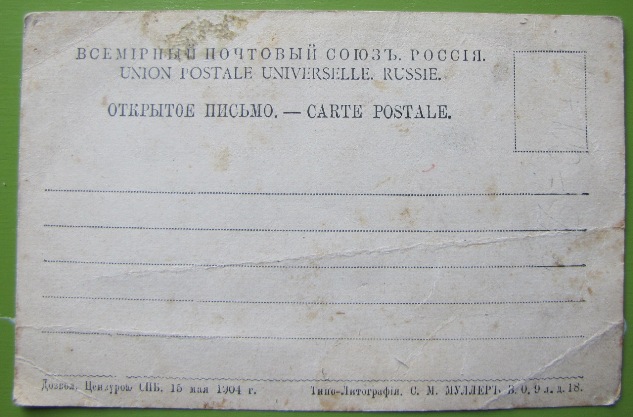 ВСЕМІРНЫЙ ПОЧТОВЫЙ СОЮЗЪ. РОССІЯ.
UNION POSTALE UNIVERSELLE. RUSSIE.
ОТКРЫТОЕ ПИСЬМО. — CARTE POSTALE.
Дозвол. Цензурою СПБ. 15 мая 1904 г. Типо-Литографія, С. М. МУЛЛЕРЪ. В. О. 9 л. д. 18.